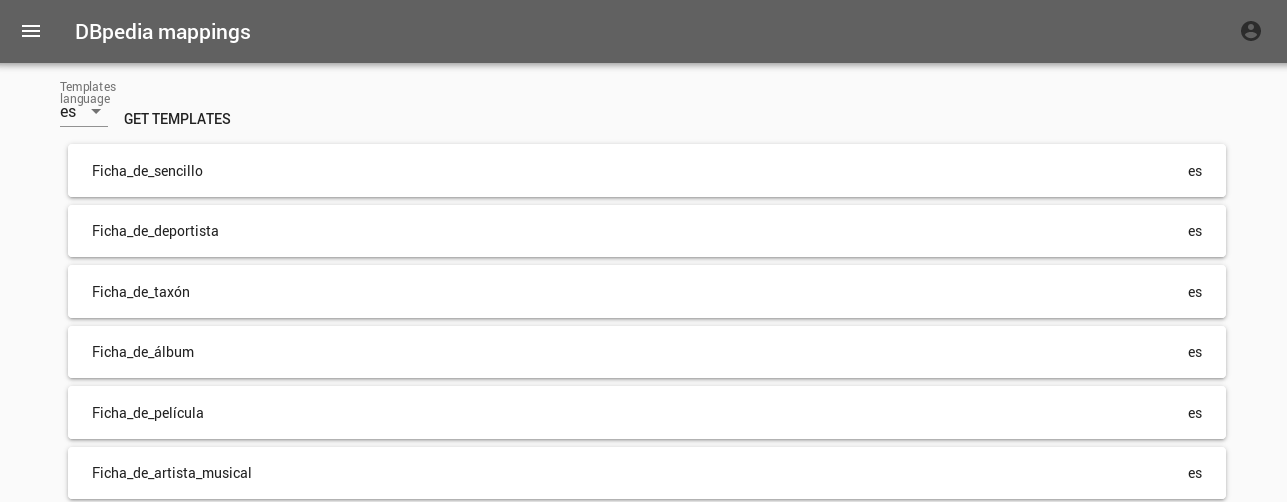 DBpedia mappings
Templates
language
es
GET TEMPLATES
Ficha_de_sencillo es
Ficha_de_deportista es
Ficha_de_taxón es
Ficha_de_álbum es
Ficha_de_película es
Ficha_de_artista_musical es